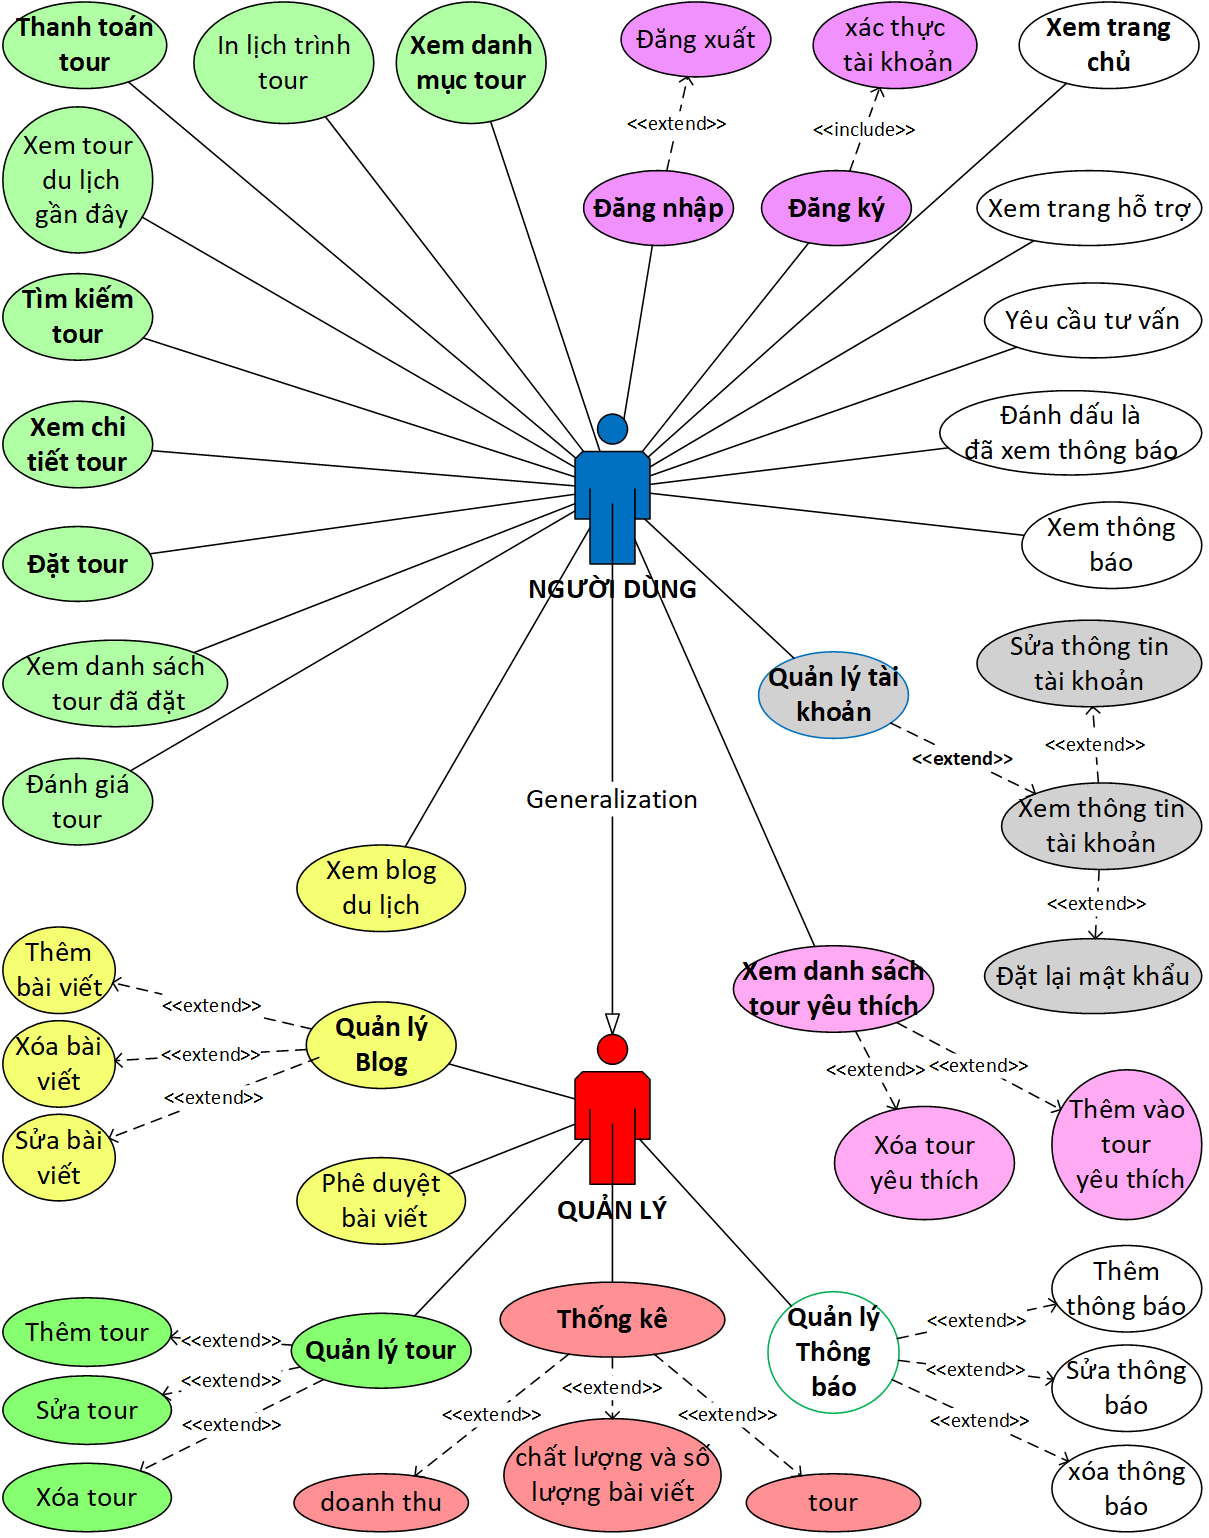 Thanh toán
tour
In lịch trình
tour
Xem danh
mục tour
Đăng xuất
xác thực
tài khoản
Xem trang
chủ
<<extend>>
<<include>>
Xem tour
du lịch
gần đây
Đăng nhập
Đăng ký
Xem trang hỗ trợ
Tìm kiếm
tour
Yêu cầu tư vấn
Xem chi
tiết tour
Đánh dấu là
đã xem thông báo
Đặt tour
Xem thông
báo
NGƯỜI DÙNG
Xem danh sách
tour đã đặt
Quản lý tài
khoản
Sửa thông tin
tài khoản
<<extend>>
<<extend>>
Đánh giá
tour
Generalization
Xem thông tin
tài khoản
<<extend>>
Xem blog
du lịch
Đặt lại mật khẩu
Thêm
bài viết
<<extend>>
Xem danh sách
tour yêu thích
Quản lý
Blog
Xóa bài
viết
<<extend>>
<<extend>>
<<extend>>
<<extend>>
Sửa bài
viết
Xóa tour
yêu thích
Thêm vào
tour
yêu thích
Phê duyệt
bài viết
QUẢN LÝ
Thêm tour
<<extend>>
Quản lý tour
Thống kê
Quản lý
Thông
báo
<<extend>>
Thêm
thông báo
Sửa tour
<<extend>>
<<extend>>
<<extend>>
Sửa thông
báo
<<extend>>
<<extend>>
<<extend>>
<<extend>>
Xóa tour
doanh thu
chất lượng và số
lượng bài viết
tour
xóa thông
báo